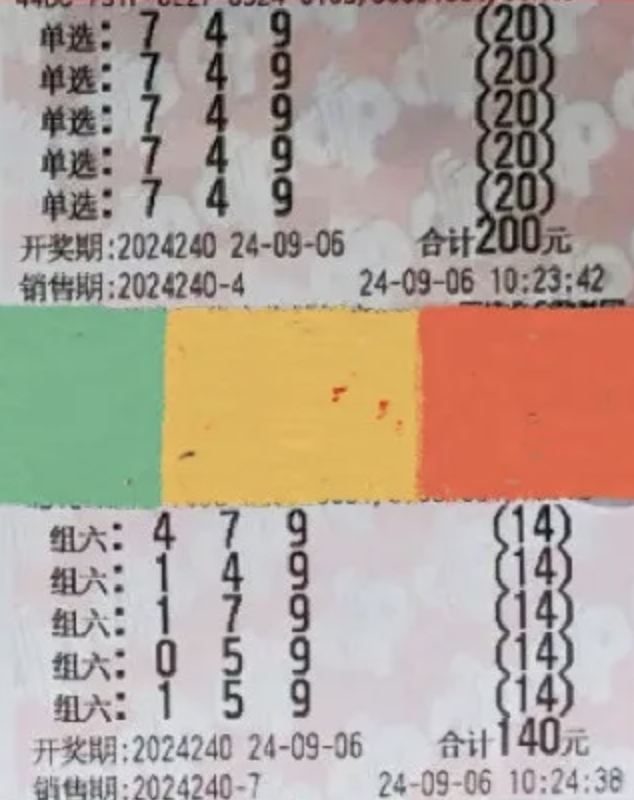 单选: 7 4 9 (20)
单选: 7 4 9 (20)
单选: 7 4 9 (20)
单选: 7 4 9 (20)
单选: 7 4 9 (20)
开奖期:2024240 24-09-06 合计200元
销售期:2024240-4 24-09-06 10:23:42
组六: 4 7 9 (14)
组六: 1 4 9 (14)
组六: 1 7 9 (14)
组六: 0 5 9 (14)
组六: 1 5 9 (14)
开奖期:2024240 24-09-06 合计140元
销售期:2024240-7 24-09-06 10:24:38